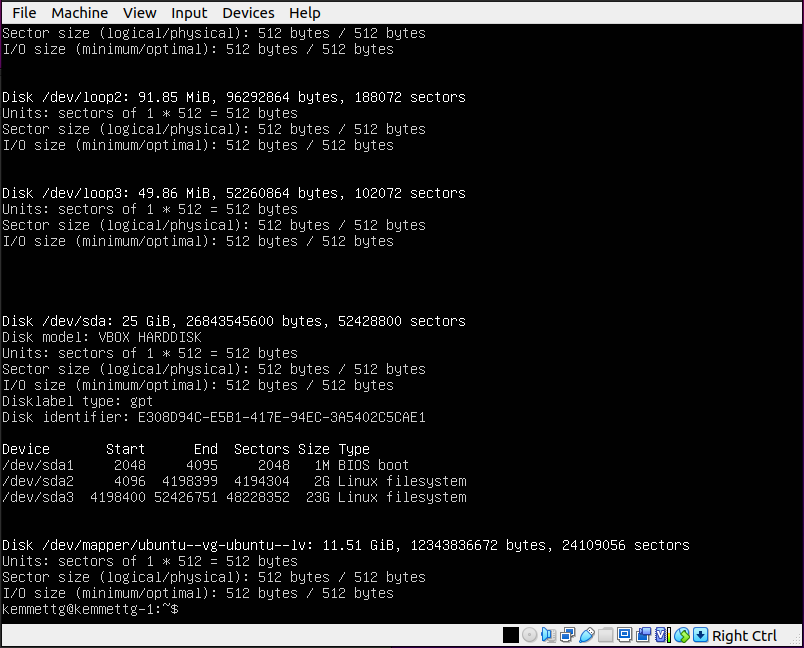 File Machine View Input Devices Help
Sector size (logical/physical): 512 bytes / 512 bytes
I/O size (minimum/optimal): 512 bytes / 512 bytes
Disk /dev/loop2: 91.85 MiB, 96292864 bytes, 188072 sectors
Units: sectors of 1 * 512 = 512 bytes
Sector size (logical/physical): 512 bytes / 512 bytes
I/O size (minimum/optimal): 512 bytes / 512 bytes
Disk /dev/loop3: 49.86 MiB, 52260864 bytes, 102072 sectors
Units: sectors of 1 * 512 = 512 bytes
Sector size (logical/physical): 512 bytes / 512 bytes
I/O size (minimum/optimal): 512 bytes / 512 bytes
Disk /dev/sda: 25 GiB, 26843545600 bytes, 52428800 sectors
Disk model: VBOX HARDDISK
Units: sectors of 1 * 512 = 512 bytes
Sector size (logical/physical): 512 bytes / 512 bytes
I/O size (minimum/optimal): 512 bytes / 512 bytes
Disklabel type: gpt
Disk identifier: E308D94C-E5B1-417E-94EC-3A5402C5CAE1
Device Start End Sectors Size Type
/dev/sda1 2048 4095 2048 1M BIOS boot
/dev/sda2 4096 4198399 4194304 2G Linux filesystem
/dev/sda3 4198400 52426751 48228352 23G Linux filesystem
Disk /dev/mapper/ubuntu--vg-ubuntu--lv: 11.51 GiB, 12343836672 bytes, 24109056 sectors
Units: sectors of 1 * 512 = 512 bytes
Sector size (logical/physical): 512 bytes / 512 bytes
I/O size (minimum/optimal): 512 bytes / 512 bytes
kemmettg@kemmettg-1:~$
Right Ctrl